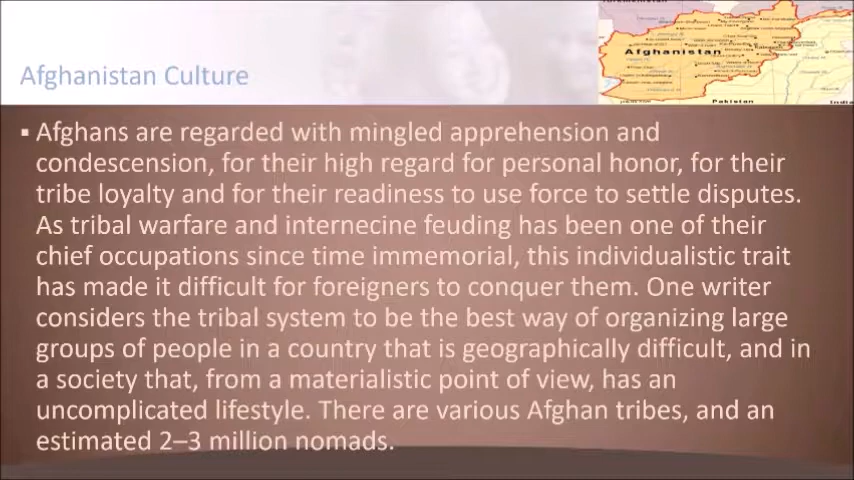 Afghanistan
Pakistan
Afghanistan Culture
▪ Afghans are regarded with mingled apprehension and
condescension, for their high regard for personal honor, for their
tribe loyalty and for their readiness to use force to settle disputes.
As tribal warfare and internecine feuding has been one of their
chief occupations since time immemorial, this individualistic trait
has made it difficult for foreigners to conquer them. One writer
considers the tribal system to be the best way of organizing large
groups of people in a country that is geographically difficult, and in
a society that, from a materialistic point of view, has an
uncomplicated lifestyle. There are various Afghan tribes, and an
estimated 2–3 million nomads.